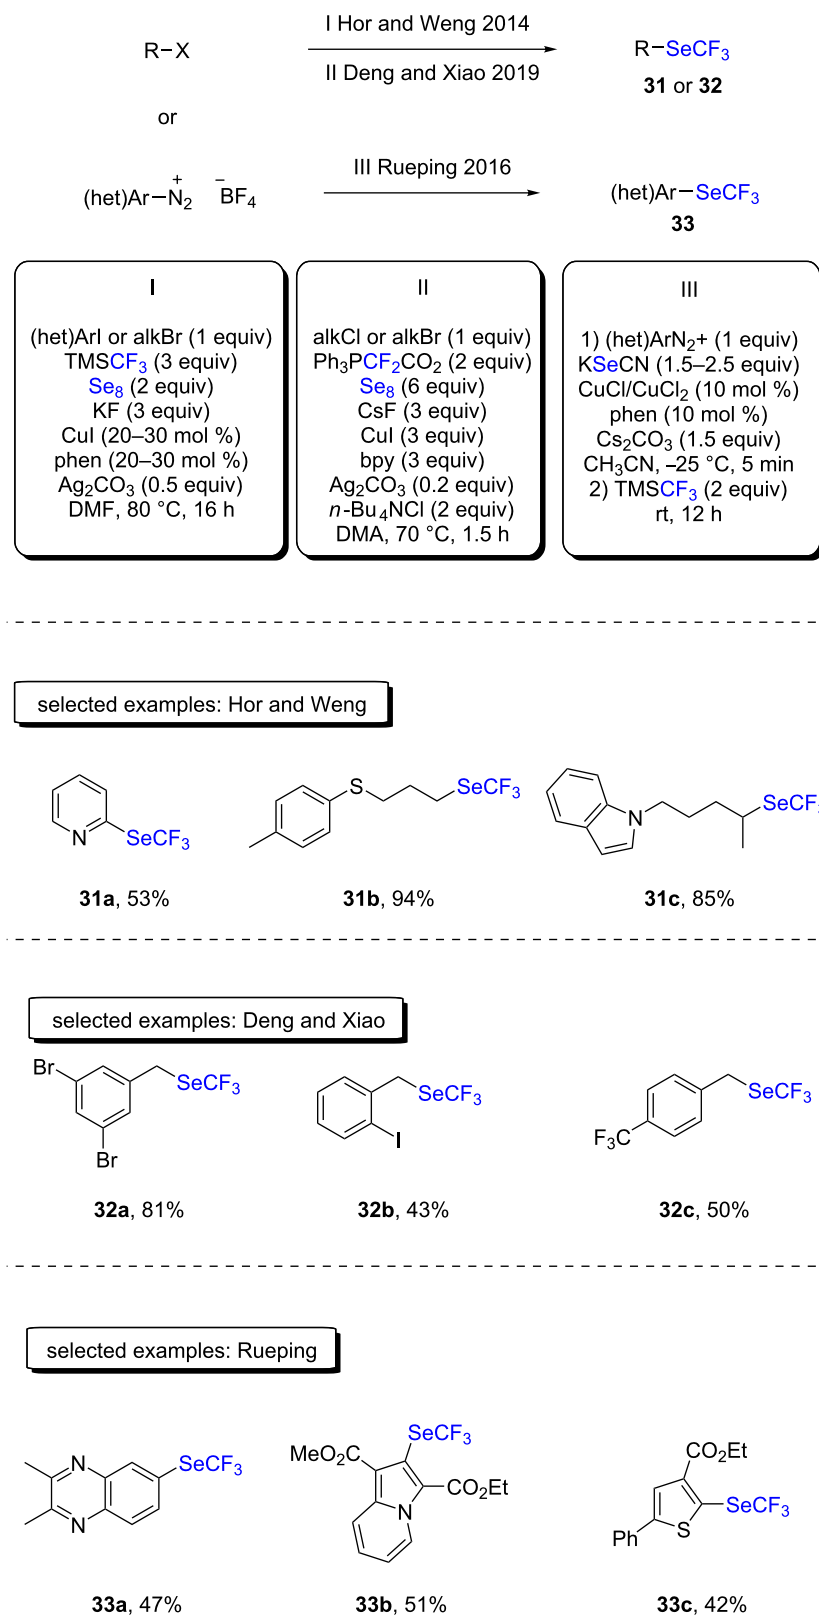 I Hor and Weng 2014
R–X
R–SeCF₃
II Deng and Xiao 2019
31 or 32
or
III Rueping 2016
(het)Ar–N₂⁺ ⁻BF₄
(het)Ar–SeCF₃
33
I
(het)ArI or alkBr (1 equiv)
TMSCF₃ (3 equiv)
Se₈ (2 equiv)
KF (3 equiv)
CuI (20–30 mol %)
phen (20–30 mol %)
Ag₂CO₃ (0.5 equiv)
DMF, 80 °C, 16 h
II
alkCl or alkBr (1 equiv)
Ph₃PCF₂CO₂ (2 equiv)
Se₈ (6 equiv)
CsF (3 equiv)
CuI (3 equiv)
bpy (3 equiv)
Ag₂CO₃ (0.2 equiv)
n-Bu₄NCl (2 equiv)
DMA, 70 °C, 1.5 h
III
1) (het)ArN₂+ (1 equiv)
KSeCN (1.5–2.5 equiv)
CuCl/CuCl₂ (10 mol %)
phen (10 mol %)
Cs₂CO₃ (1.5 equiv)
CH₃CN, –25 °C, 5 min
2) TMSCF₃ (2 equiv)
rt, 12 h
selected examples: Hor and Weng
N
SeCF₃
31a, 53%
S
SeCF₃
31b, 94%
N
SeCF₃
31c, 85%
selected examples: Deng and Xiao
Br
SeCF₃
Br
32a, 81%
SeCF₃
I
32b, 43%
SeCF₃
F₃C
32c, 50%
selected examples: Rueping
N
SeCF₃
N
33a, 47%
SeCF₃
MeO₂C
CO₂Et
N
33b, 51%
CO₂Et
SeCF₃
S
Ph
33c, 42%